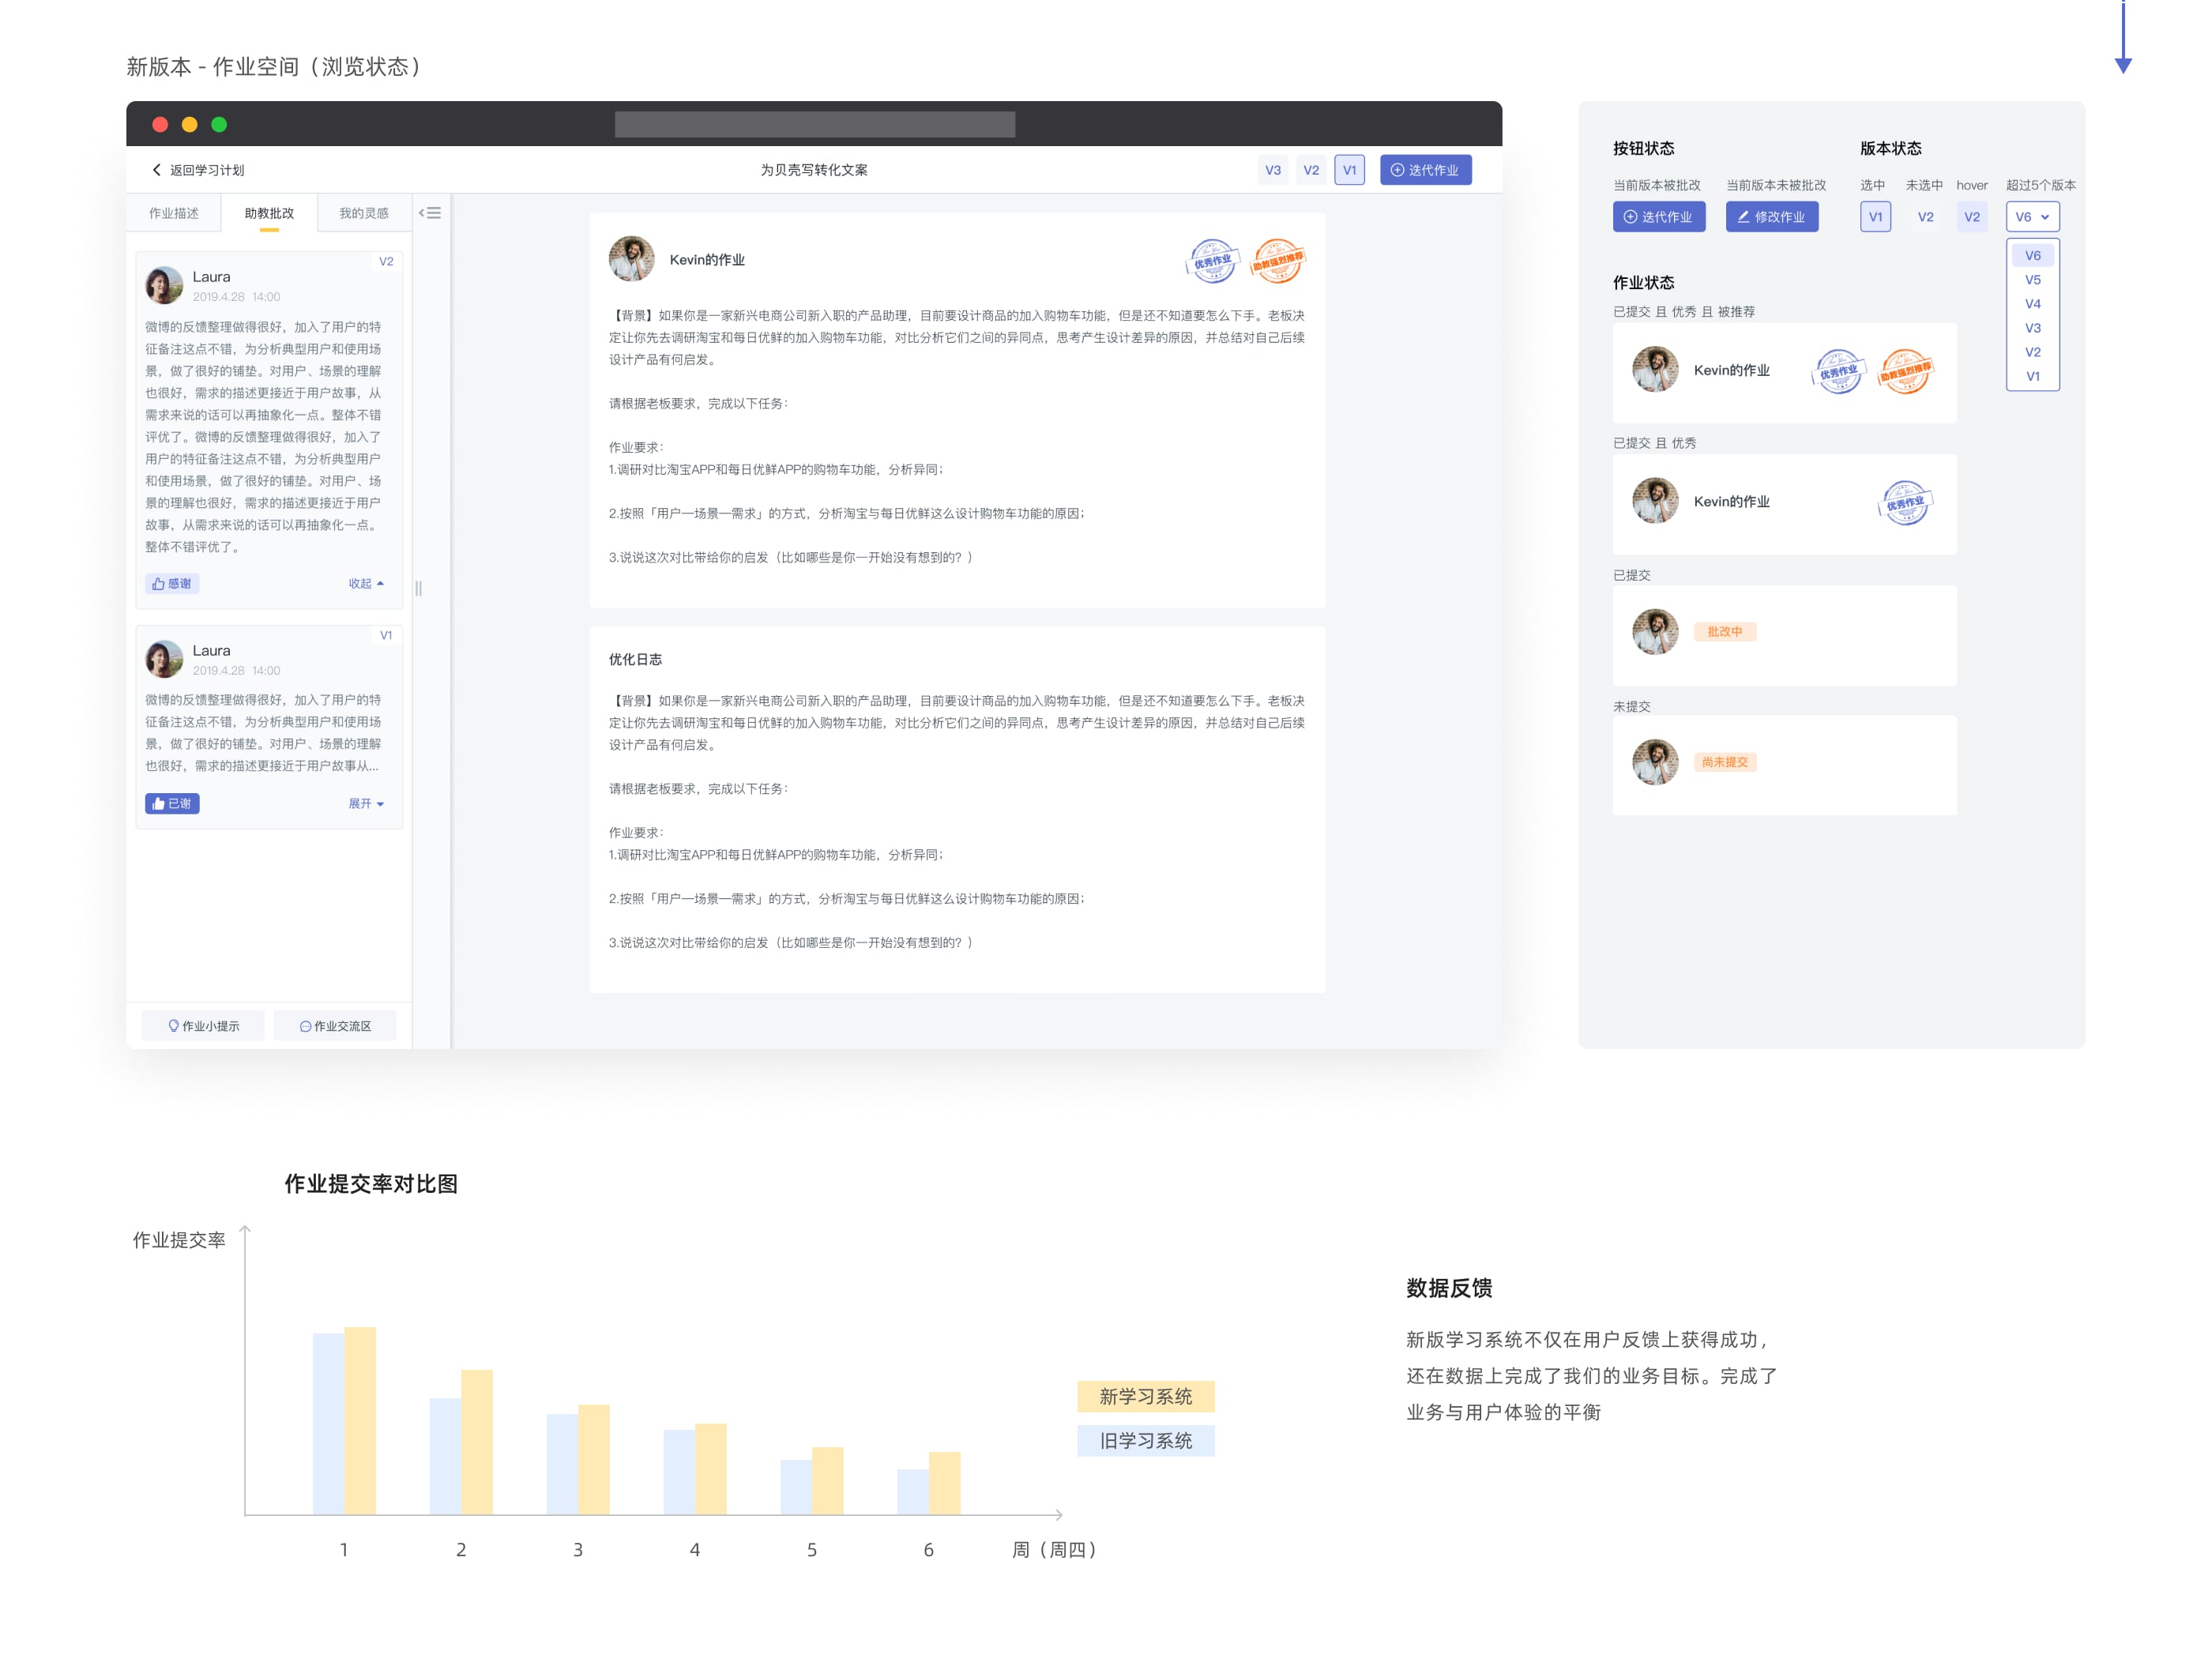 新版本 - 作业空间（浏览状态）
返回学习计划
为贝壳写转化文案
V3
V2
V1
迭代作业
作业描述
助教批改
我的灵感
V2
Laura
2019.4.28 14:00
微博的反馈整理做得很好，加入了用户的特
征备注这点不错，为分析典型用户和使用场
景，做了很好的铺垫。对用户、场景的理解
也很好，需求的描述更接近于用户故事，从
需求来说的话可以再抽象化一点。整体不错
评优了。微博的反馈整理做得很好，加入了
用户的特征备注这点不错，为分析典型用户
和使用场景，做了很好的铺垫。对用户、场
景的理解也很好，需求的描述更接近于用户
故事，从需求来说的话可以再抽象化一点。
整体不错评优了。
感谢
收起
V1
Laura
2019.4.28 14:00
微博的反馈整理做得很好，加入了用户的特
征备注这点不错，为分析典型用户和使用场
景，做了很好的铺垫。对用户、场景的理解
也很好，需求的描述更接近于用户故事从...
已谢
展开
作业小提示
作业交流区
Kevin的作业
优秀作业
助教强烈推荐
【背景】如果你是一家新兴电商公司新入职的产品助理，目前要设计商品的加入购物车功能，但是还不知道要怎么下手。老板决
定让你先去调研淘宝和每日优鲜的加入购物车功能，对比分析它们之间的异同点，思考产生设计差异的原因，并总结对自己后续
设计产品有何启发。
请根据老板要求，完成以下任务：
作业要求：
1.调研对比淘宝APP和每日优鲜APP的购物车功能，分析异同；
2.按照「用户—场景—需求」的方式，分析淘宝与每日优鲜这么设计购物车功能的原因；
3.说说这次对比带给你的启发（比如哪些是你一开始没有想到的？）
优化日志
【背景】如果你是一家新兴电商公司新入职的产品助理，目前要设计商品的加入购物车功能，但是还不知道要怎么下手。老板决
定让你先去调研淘宝和每日优鲜的加入购物车功能，对比分析它们之间的异同点，思考产生设计差异的原因，并总结对自己后续
设计产品有何启发。
请根据老板要求，完成以下任务：
作业要求：
1.调研对比淘宝APP和每日优鲜APP的购物车功能，分析异同；
2.按照「用户—场景—需求」的方式，分析淘宝与每日优鲜这么设计购物车功能的原因；
3.说说这次对比带给你的启发（比如哪些是你一开始没有想到的？）
按钮状态
当前版本被批改
当前版本未被批改
迭代作业
修改作业
版本状态
选中
未选中
hover
超过5个版本
V1
V2
V2
V6
V6
V5
V4
V3
V2
V1
作业状态
已提交 且 优秀 且 被推荐
Kevin的作业
优秀作业
助教强烈推荐
已提交 且 优秀
Kevin的作业
优秀作业
已提交
批改中
未提交
尚未提交
作业提交率对比图
作业提交率
1
2
3
4
5
6
周（周四）
新学习系统
旧学习系统
数据反馈
新版学习系统不仅在用户反馈上获得成功，
还在数据上完成了我们的业务目标。完成了
业务与用户体验的平衡